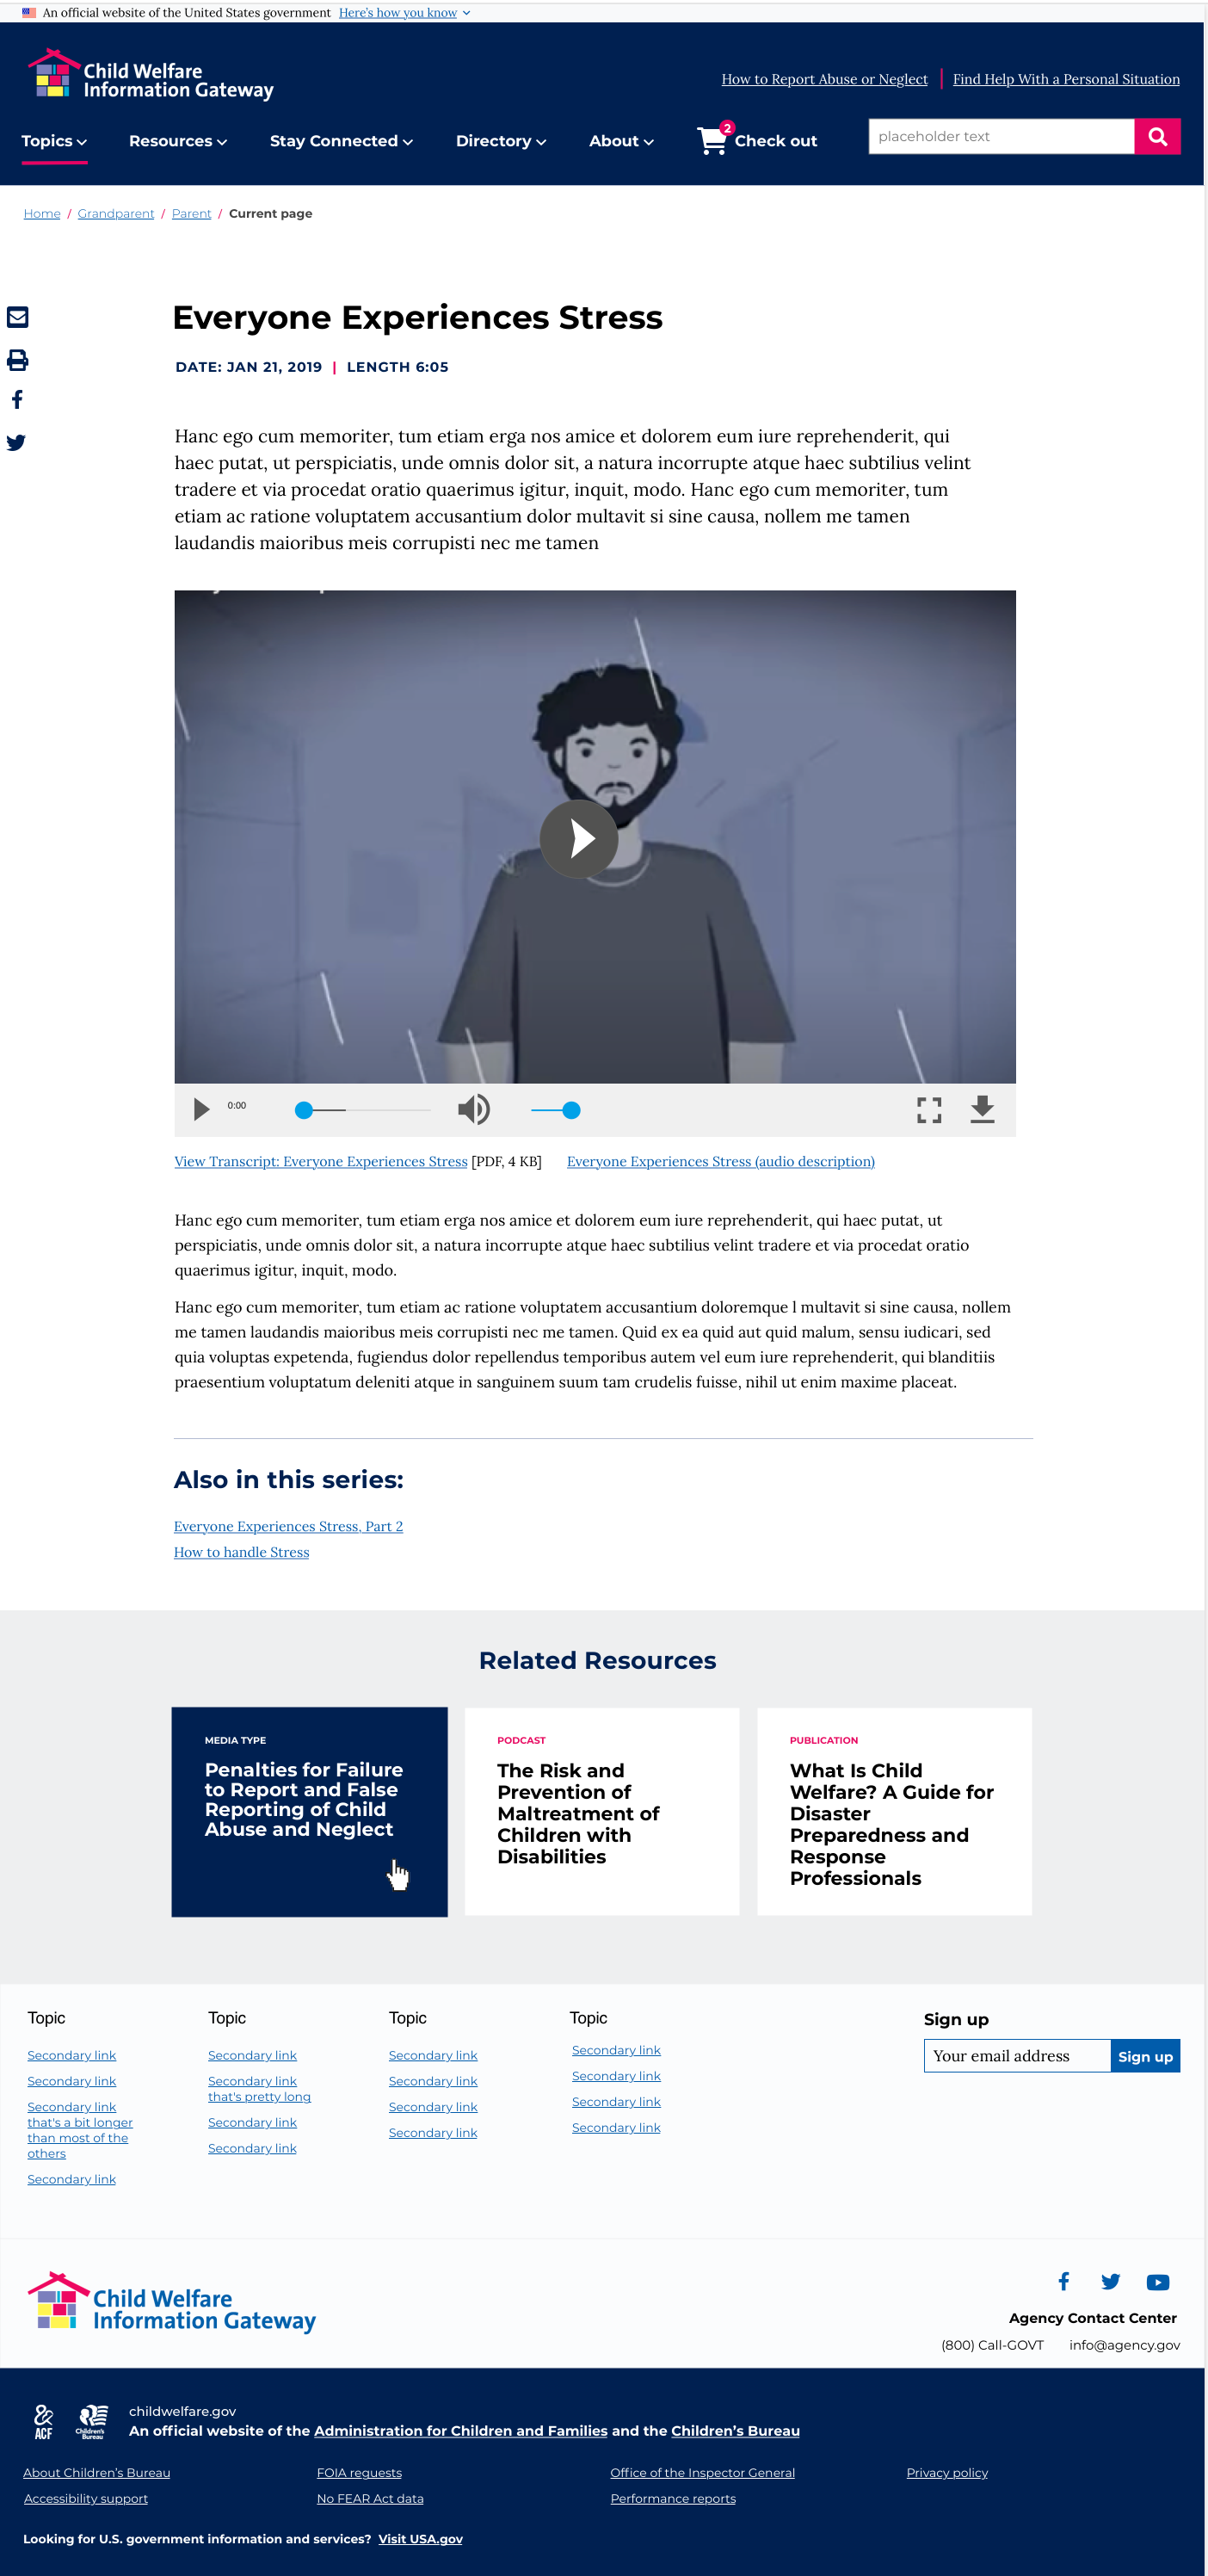 An official website of the United States government Here's how you know
Child Welfare
Information Gateway
How to Report Abuse or Neglect
Find Help With a Personal Situation
Topics
Resources
Stay Connected
Directory
About
2
Check out
placeholder text
Home / Grandparent / Parent / Current page
Everyone Experiences Stress
DATE: JAN 21, 2019 | LENGTH 6:05
Hanc ego cum memoriter, tum etiam erga nos amice et dolorem eum iure reprehenderit, qui
haec putat, ut perspiciatis, unde omnis dolor sit, a natura incorrupte atque haec subtilius velint
tradere et via procedat oratio quaerimus igitur, inquit, modo. Hanc ego cum memoriter, tum
etiam ac ratione voluptatem accusantium dolor multavit si sine causa, nollem me tamen
laudandis maioribus meis corrupisti nec me tamen
0:00
View Transcript: Everyone Experiences Stress [PDF, 4 KB]
Everyone Experiences Stress (audio description)
Hanc ego cum memoriter, tum etiam erga nos amice et dolorem eum iure reprehenderit, qui haec putat, ut
perspiciatis, unde omnis dolor sit, a natura incorrupte atque haec subtilius velint tradere et via procedat oratio
quaerimus igitur, inquit, modo.
Hanc ego cum memoriter, tum etiam ac ratione voluptatem accusantium doloremque l multavit si sine causa, nollem
me tamen laudandis maioribus meis corrupisti nec me tamen. Quid ex ea quid aut quid malum, sensu iudicari, sed
quia voluptas expetenda, fugiendus dolor repellendus temporibus autem vel eum iure reprehenderit, qui blanditiis
praesentium voluptatum deleniti atque in sanguinem suum tam crudelis fuisse, nihil ut enim maxime placeat.
Also in this series:
Everyone Experiences Stress, Part 2
How to handle Stress
Related Resources
MEDIA TYPE
Penalties for Failure
to Report and False
Reporting of Child
Abuse and Neglect
PODCAST
The Risk and
Prevention of
Maltreatment of
Children with
Disabilities
PUBLICATION
What Is Child
Welfare? A Guide for
Disaster
Preparedness and
Response
Professionals
Topic
Secondary link
Secondary link
Secondary link
that's a bit longer
than most of the
others
Secondary link
Topic
Secondary link
Secondary link
that's pretty long
Secondary link
Secondary link
Topic
Secondary link
Secondary link
Secondary link
Secondary link
Topic
Secondary link
Secondary link
Secondary link
Secondary link
Sign up
Your email address
Sign up
Child Welfare
Information Gateway
Agency Contact Center
(800) Call-GOVT
info@agency.gov
ACF
Children's
Bureau
childwelfare.gov
An official website of the Administration for Children and Families and the Children's Bureau
About Children's Bureau
FOIA requests
Office of the Inspector General
Privacy policy
Accessibility support
No FEAR Act data
Performance reports
Looking for U.S. government information and services? Visit USA.gov